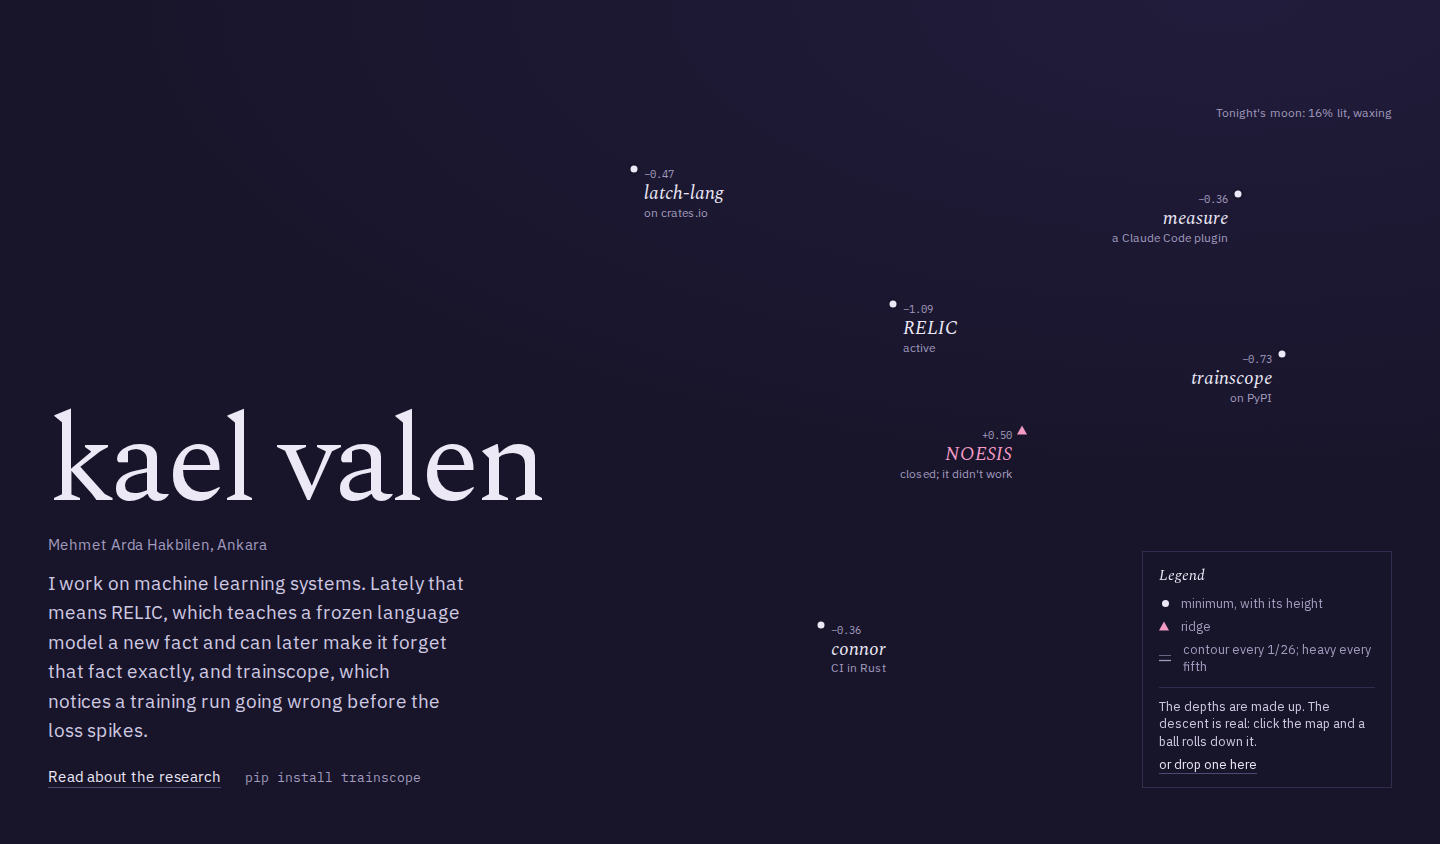 Tonight's moon: 16% lit, waxing
−0.47
latch-lang
on crates.io
−0.36
measure
a Claude Code plugin
−1.09
RELIC
active
−0.73
trainscope
on PyPI
+0.50
NOESIS
closed; it didn't work
kael valen
Mehmet Arda Hakbilen, Ankara
I work on machine learning systems. Lately that
means RELIC, which teaches a frozen language
model a new fact and can later make it forget
that fact exactly, and trainscope, which
notices a training run going wrong before the
loss spikes.
Read about the research
pip install trainscope
−0.36
connor
CI in Rust
Legend
minimum, with its height
ridge
contour every 1/26; heavy every
fifth
The depths are made up. The
descent is real: click the map and a
ball rolls down it.
or drop one here